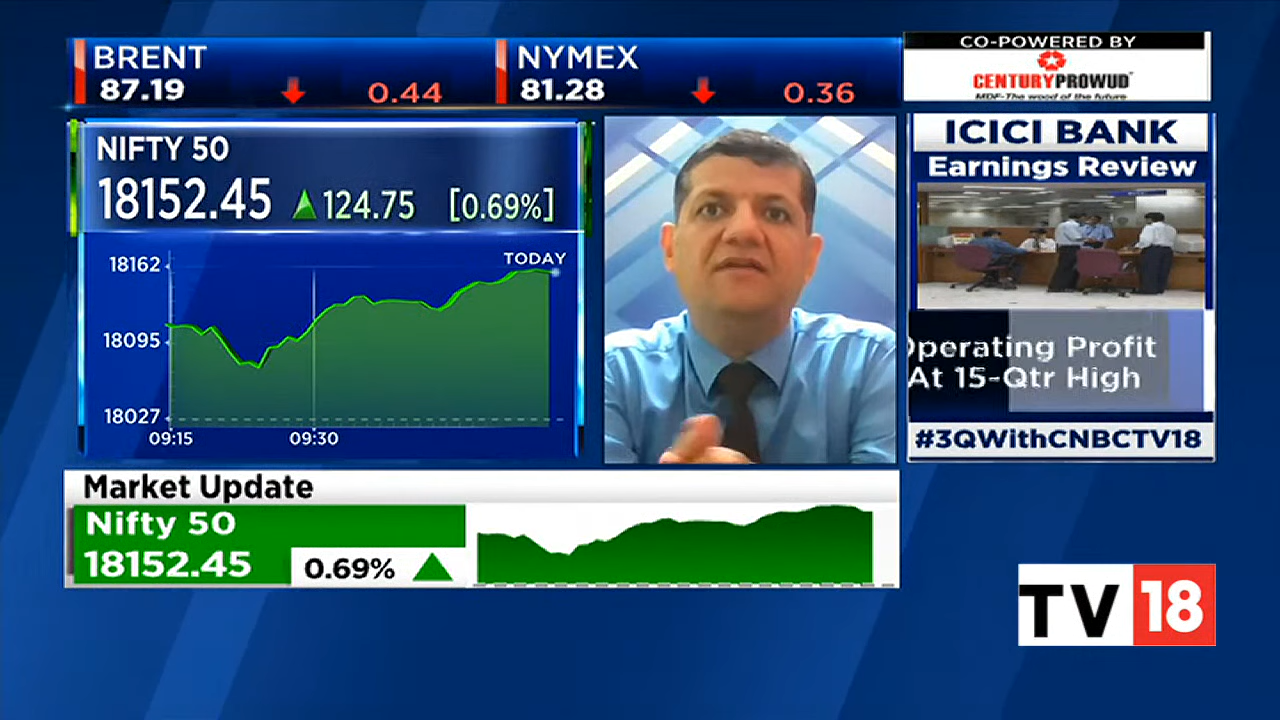 BRENT
87.19 0.44
NYMEX
81.28 0.36
CO-POWERED BY
CENTURYPROWUD
MDF-The wood of the future
NIFTY 50
18152.45 124.75 [0.69%]
TODAY
18162
18095
18027
09:15 09:30
ICICI BANK
Earnings Review
Operating Profit
At 15-Qtr High
#3QWithCNBCTV18
Market Update
Nifty 50
18152.45 0.69%
TV18